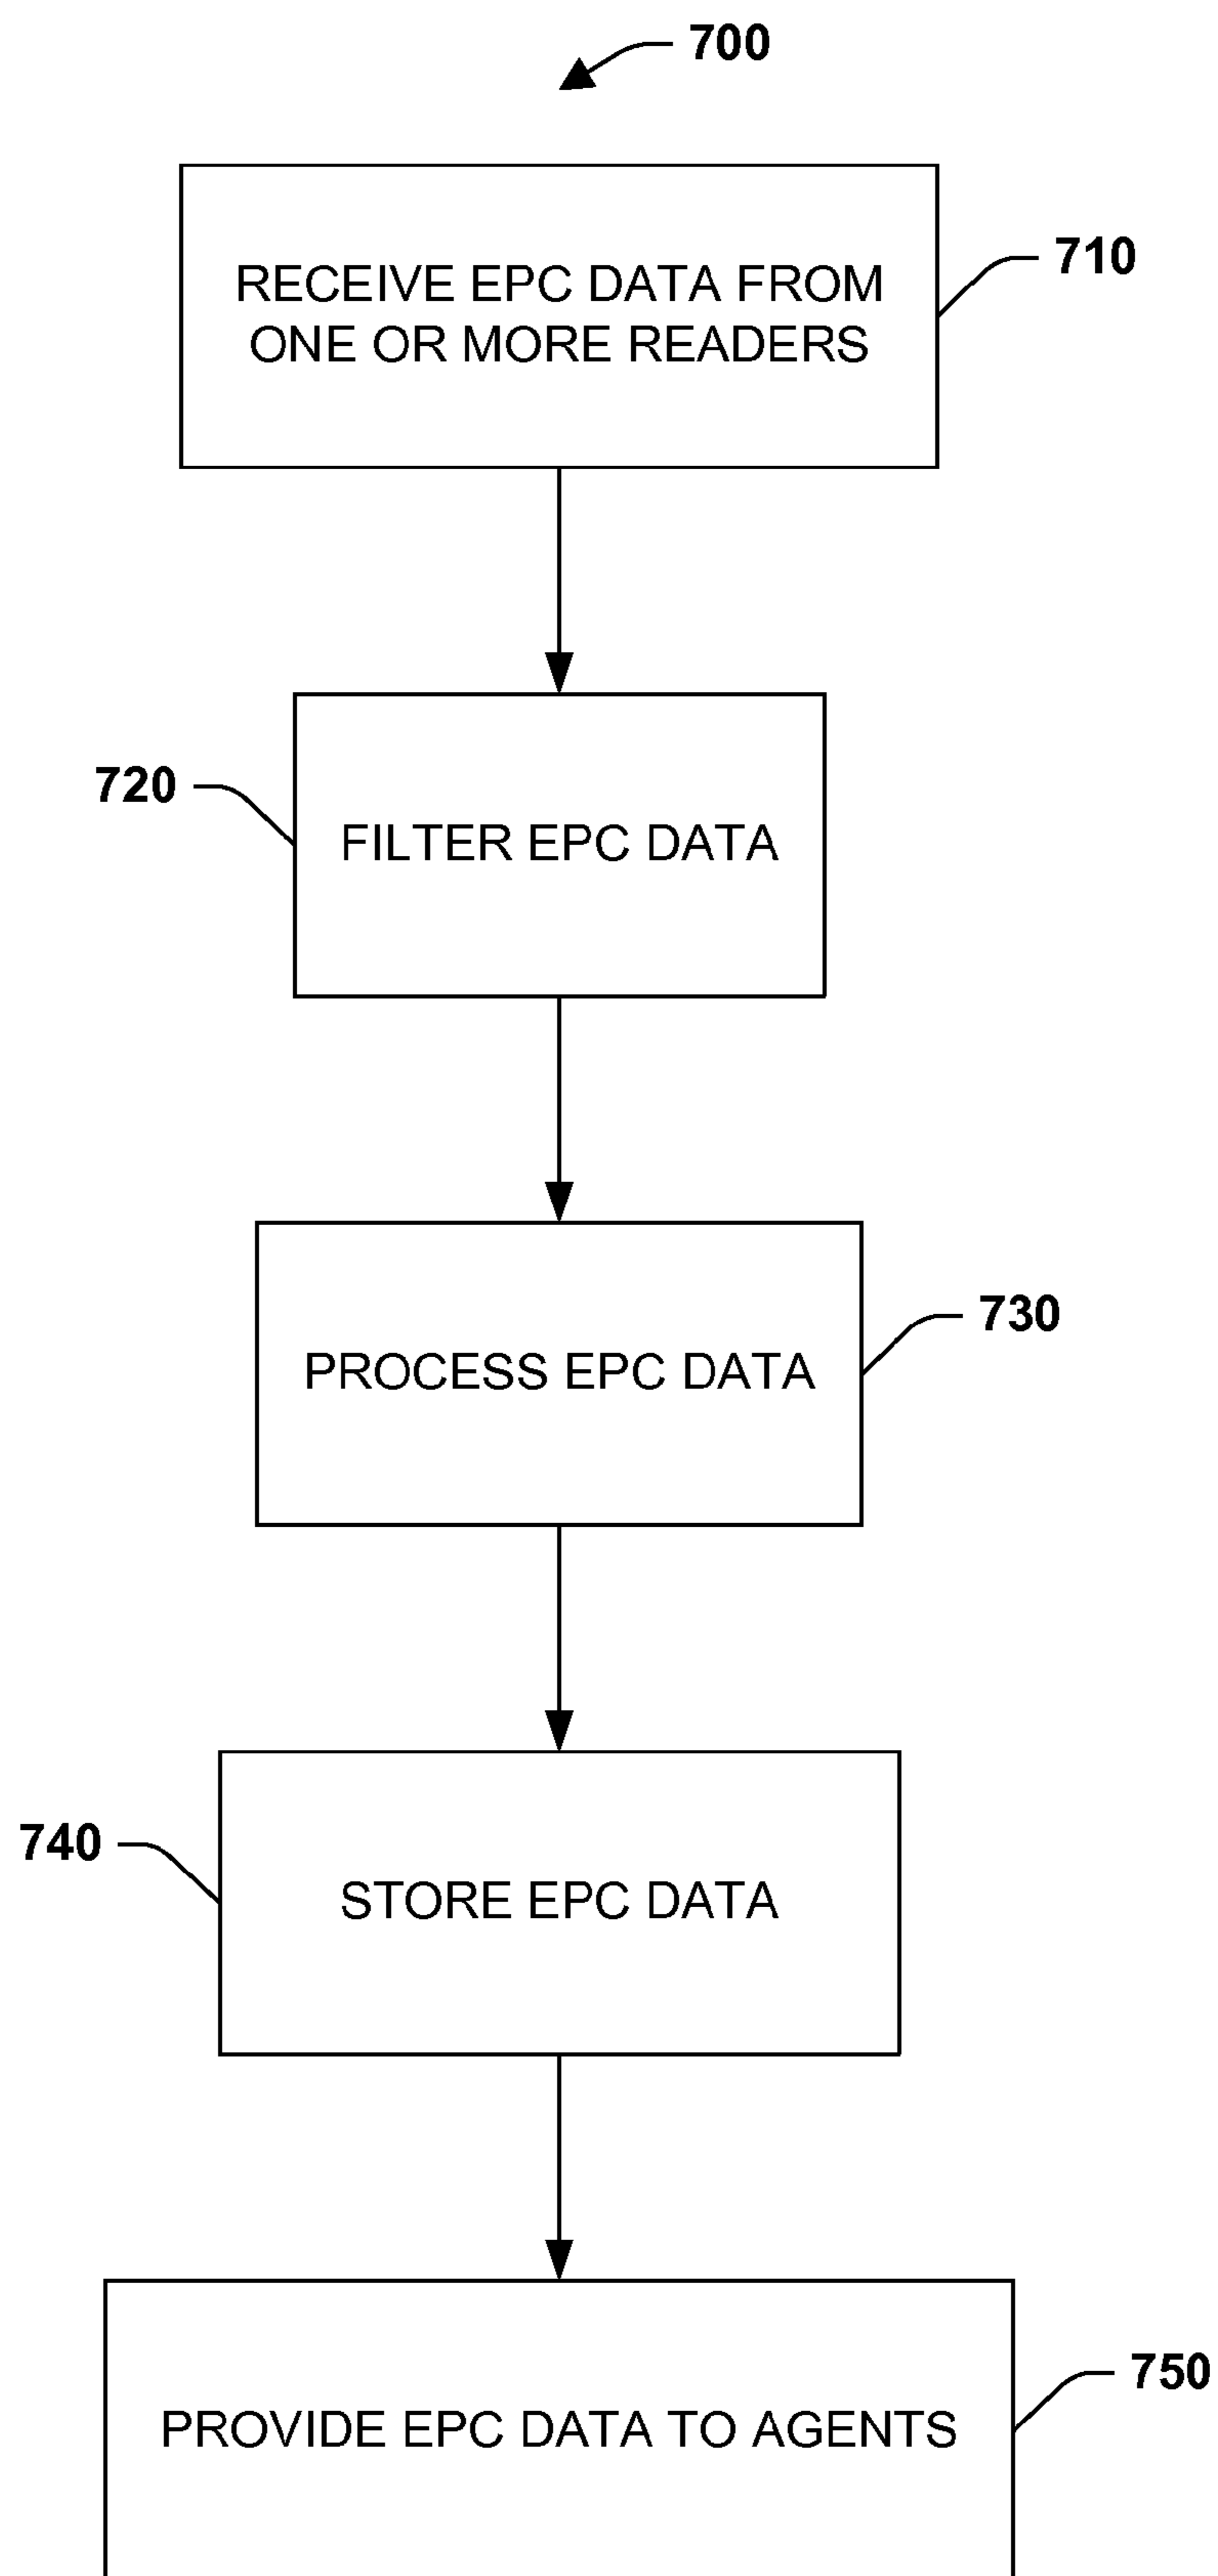 700
RECEIVE EPC DATA FROM
ONE OR MORE READERS
710
720
FILTER EPC DATA
730
PROCESS EPC DATA
740
STORE EPC DATA
750
PROVIDE EPC DATA TO AGENTS